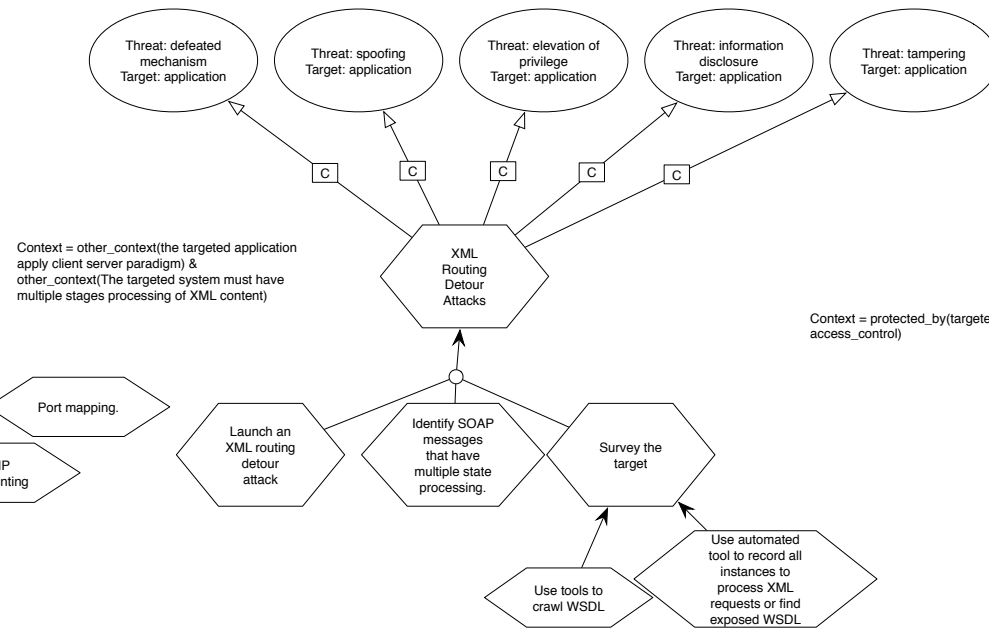 Threat: defeated
mechanism
Target: application
Threat: spoofing
Target: application
Threat: elevation of
privilege
Target: application
Threat: information
disclosure
Target: application
Threat: tampering
Target: application
C
C
C
C
C
Context = other_context(the targeted application
apply client server paradigm) &
other_context(The targeted system must have
multiple stages processing of XML content)
XML
Routing
Detour
Attacks
Context = protected_by(targete
access_control)
Port mapping.
IP
nting
Launch an
XML routing
detour
attack
Identify SOAP
messages
that have
multiple state
processing.
Survey the
target
Use tools to
crawl WSDL
Use automated
tool to record all
instances to
process XML
requests or find
exposed WSDL